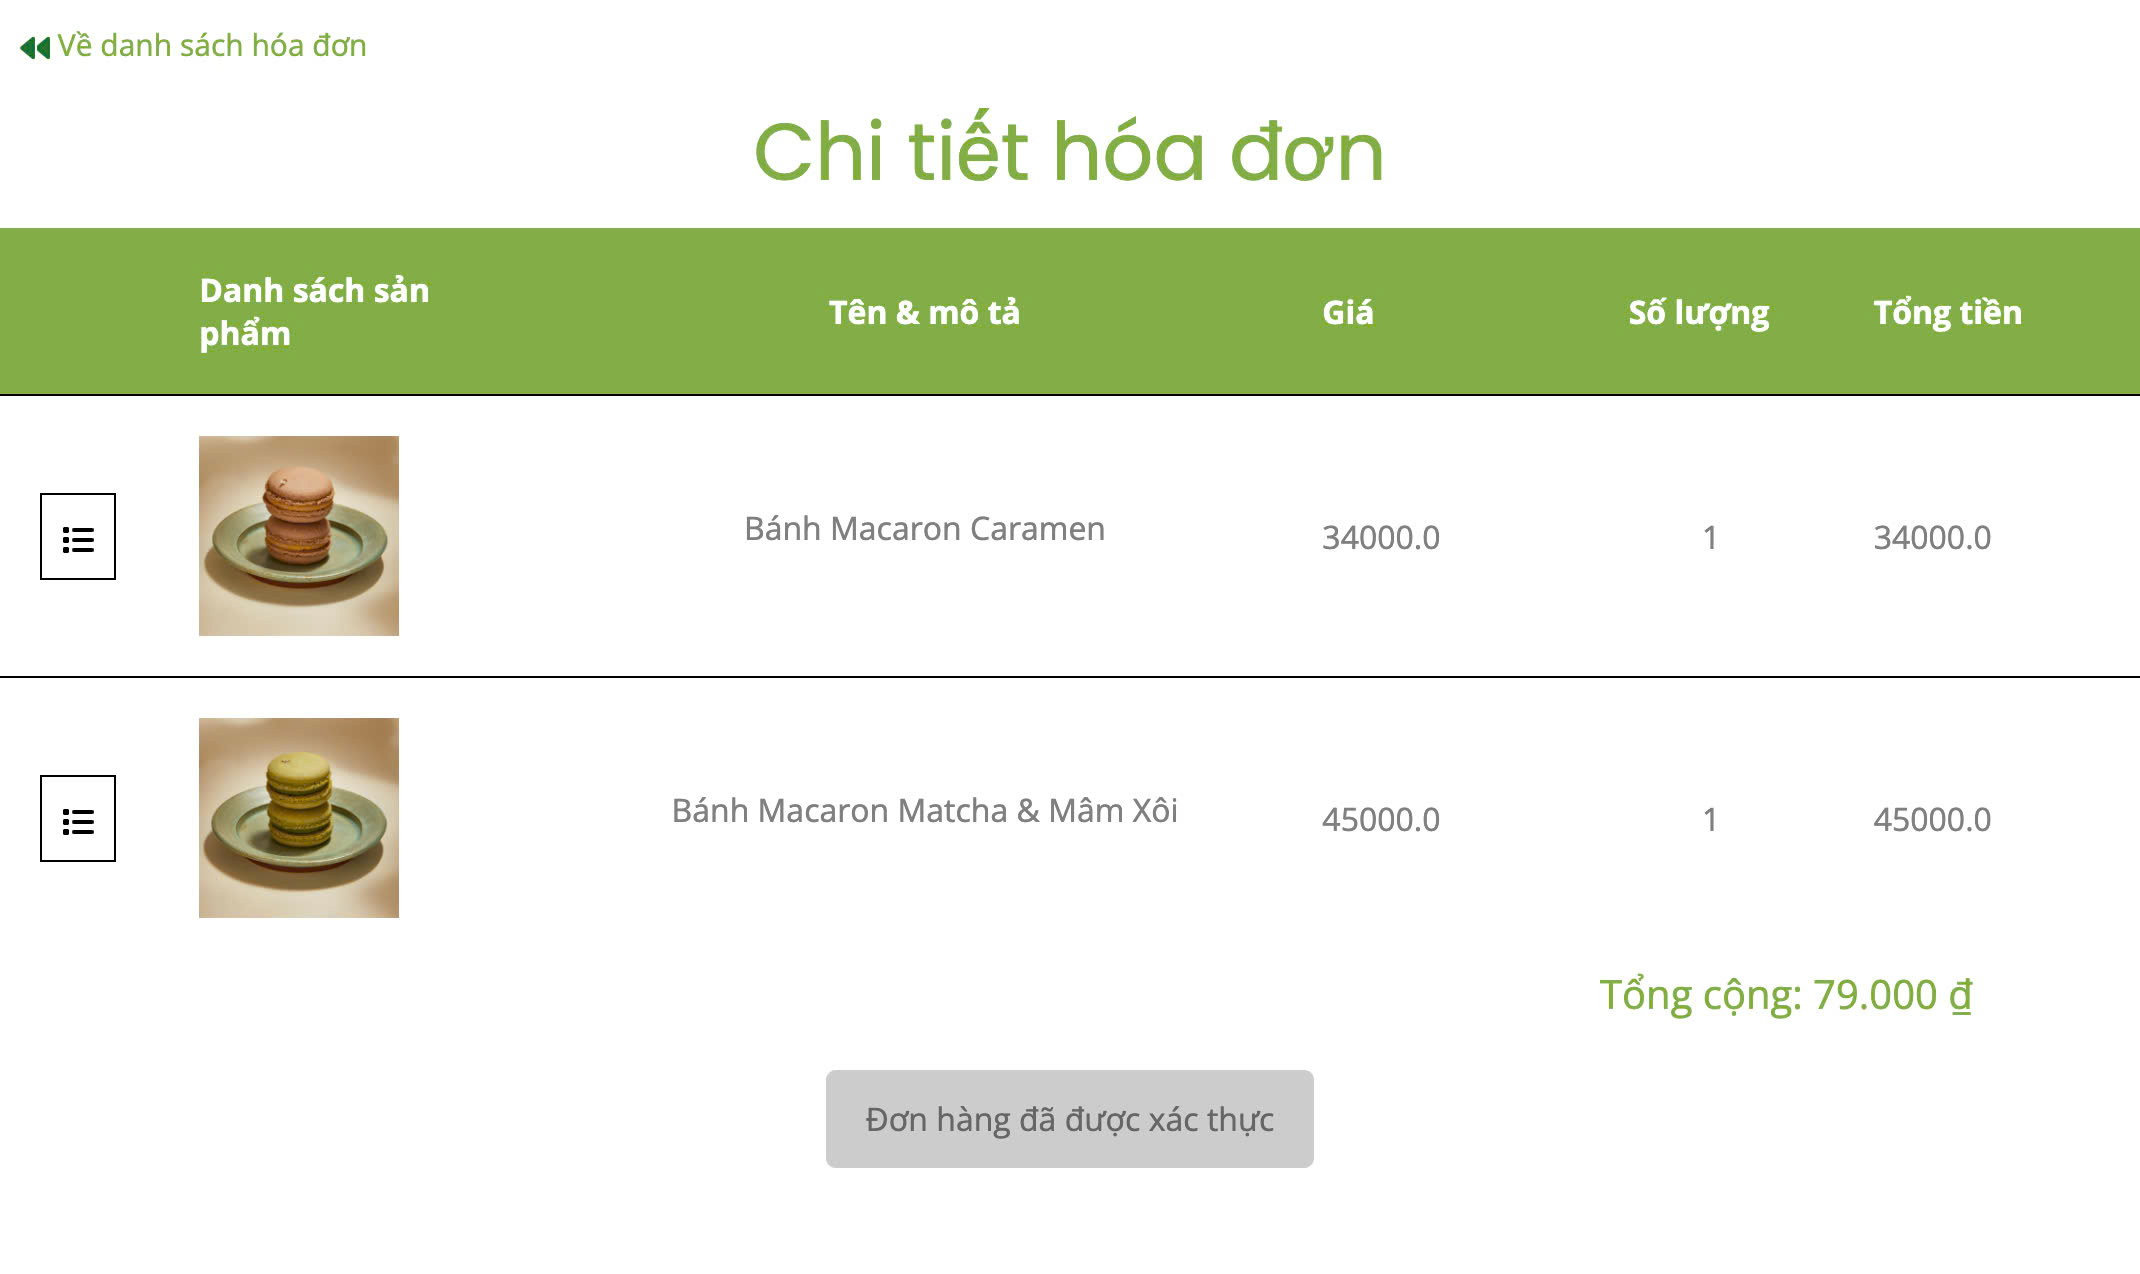 Về danh sách hóa đơn
Chi tiết hóa đơn
Danh sách sản
phẩm
Tên & mô tả
Giá
Số lượng
Tổng tiền
Bánh Macaron Caramen
34000.0
1
34000.0
Bánh Macaron Matcha & Mâm Xôi
45000.0
1
45000.0
Tổng cộng: 79.000 ₫
Đơn hàng đã được xác thực